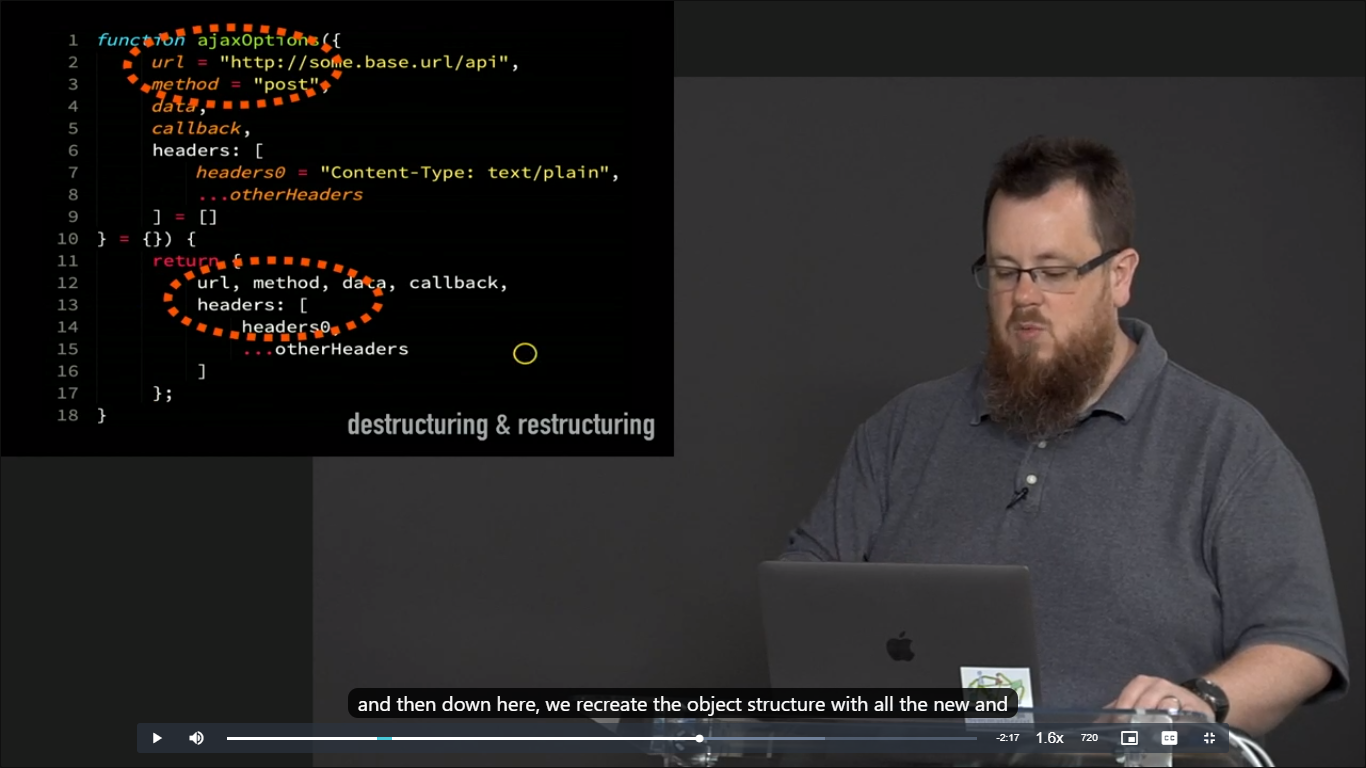 1 function ajaxOptions({
2 url = "http://some.base.url/api",
3 method = "post",
4 data,
5 callback,
6 headers: [
7 headers0 = "Content-Type: text/plain",
8 ...otherHeaders
9 ] = []
10 } = {}) {
11 return {
12 url, method, data, callback,
13 headers: [
14 headers0,
15 ...otherHeaders
16 ]
17 };
18 }
destructuring & restructuring
and then down here, we recreate the object structure with all the new and
-2:17 1.6x 720 CC